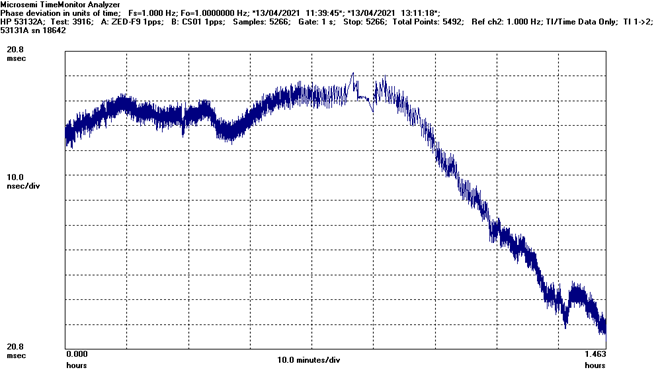 Microsemi TimeMonitor Analyzer
Phase deviation in units of time; Fs=1.000 Hz; Fo=1.0000000 Hz; *13/04/2021 11:39:45*; *13/04/2021 13:11:18*;
HP 53132A; Test: 3916; A: ZED-F9 1pps; B: CS01 1pps; Samples: 5266; Gate: 1 s; Stop: 5266; Total Points: 5492; Ref ch2: 1.000 Hz; TI/Time Data Only; TI 1->2;
53131A sn 18642
20.8
msec
10.0
nsec/div
20.8
msec
0.000
hours
10.0 minutes/div
1.463
hours